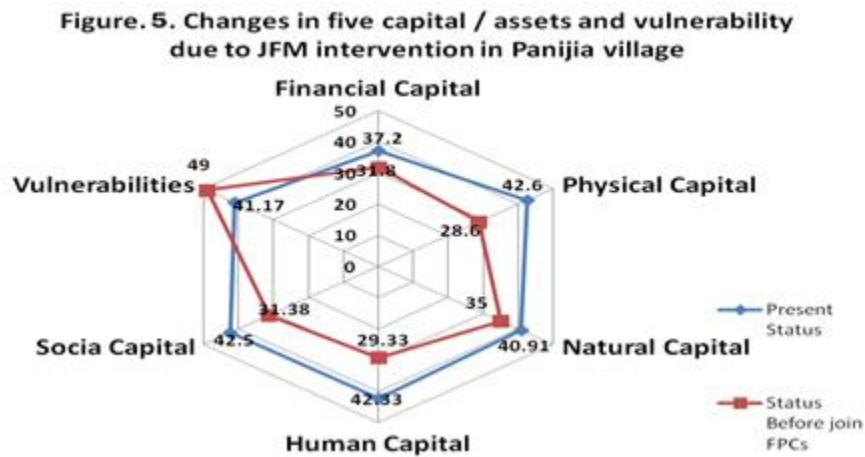 Figure. 5. Changes in five capital / assets and vulnerability
due to JFM intervention in Panijia village
Financial Capital
50
37.2
40
30
31.8
49
Vulnerabilities
42.6
Physical Capital
41.17
20
28.6
10
0
31.38
35
Present
Status
29.33
Socia Capital
42.5
40.91
Natural Capital
42.33
Status
Before join
FPCs
Human Capital